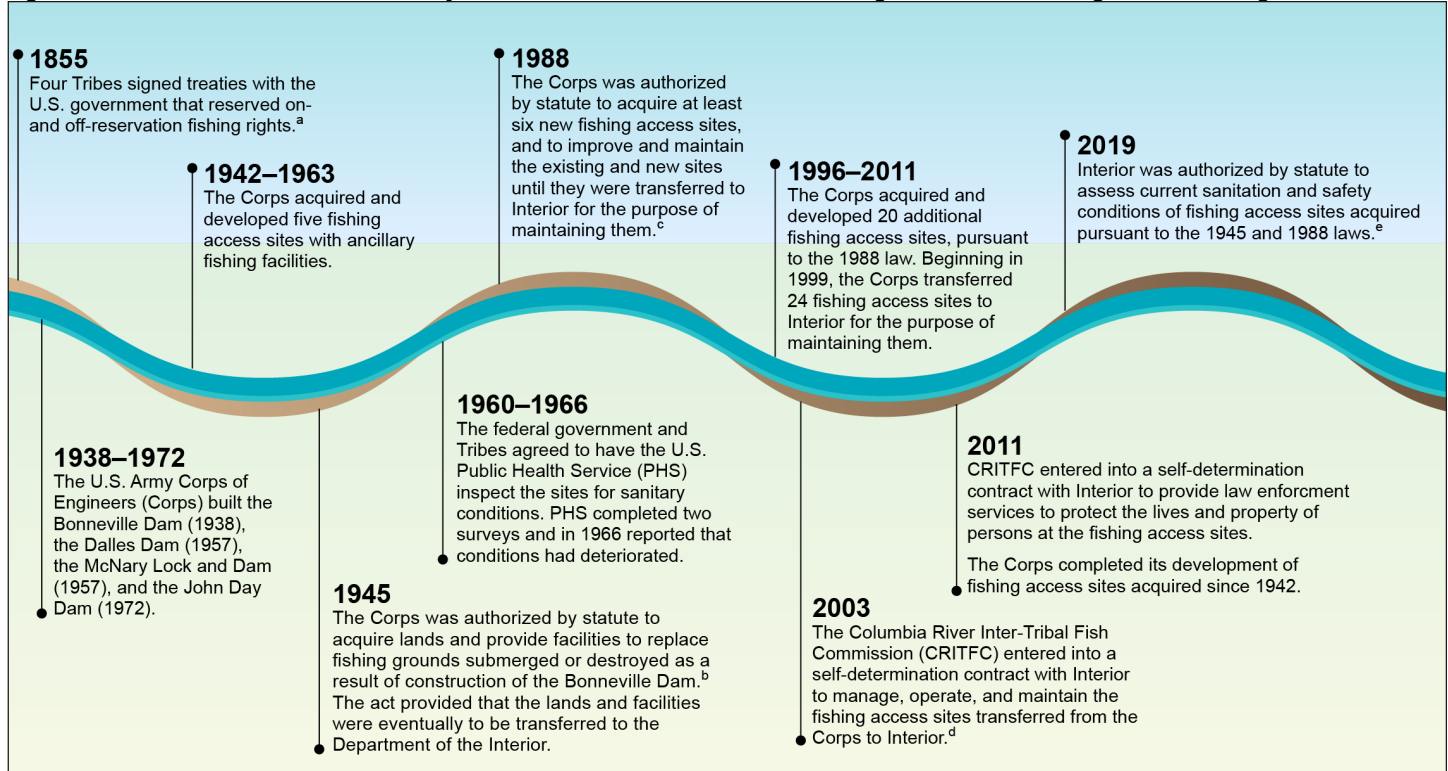 1855
Four Tribes signed treaties with the
U.S. government that reserved on-
and off-reservation fishing rights.a
1938–1972
The U.S. Army Corps of
Engineers (Corps) built the
Bonneville Dam (1938),
the Dalles Dam (1957),
the McNary Lock and Dam
(1957), and the John Day
Dam (1972).
1942–1963
The Corps acquired and
developed five fishing
access sites with ancillary
fishing facilities.
1945
The Corps was authorized by statute to
acquire lands and provide facilities to replace
fishing grounds submerged or destroyed as a
result of construction of the Bonneville Dam.b
The act provided that the lands and facilities
were eventually to be transferred to the
Department of the Interior.
1960–1966
The federal government and
Tribes agreed to have the U.S.
Public Health Service (PHS)
inspect the sites for sanitary
conditions. PHS completed two
surveys and in 1966 reported that
conditions had deteriorated.
1988
The Corps was authorized
by statute to acquire at least
six new fishing access sites,
and to improve and maintain
the existing and new sites
until they were transferred to
Interior for the purpose of
maintaining them.c
1996–2011
The Corps acquired and
developed 20 additional
fishing access sites, pursuant
to the 1988 law. Beginning in
1999, the Corps transferred
24 fishing access sites to
Interior for the purpose of
maintaining them.
2003
The Columbia River Inter-Tribal Fish
Commission (CRITFC) entered into a
self-determination contract with Interior
to manage, operate, and maintain the
fishing access sites transferred from the
Corps to Interior.d
2011
CRITFC entered into a self-determination
contract with Interior to provide law enforcment
services to protect the lives and property of
persons at the fishing access sites.
The Corps completed its development of
fishing access sites acquired since 1942.
2019
Interior was authorized by statute to
assess current sanitation and safety
conditions of fishing access sites acquired
pursuant to the 1945 and 1988 laws.e